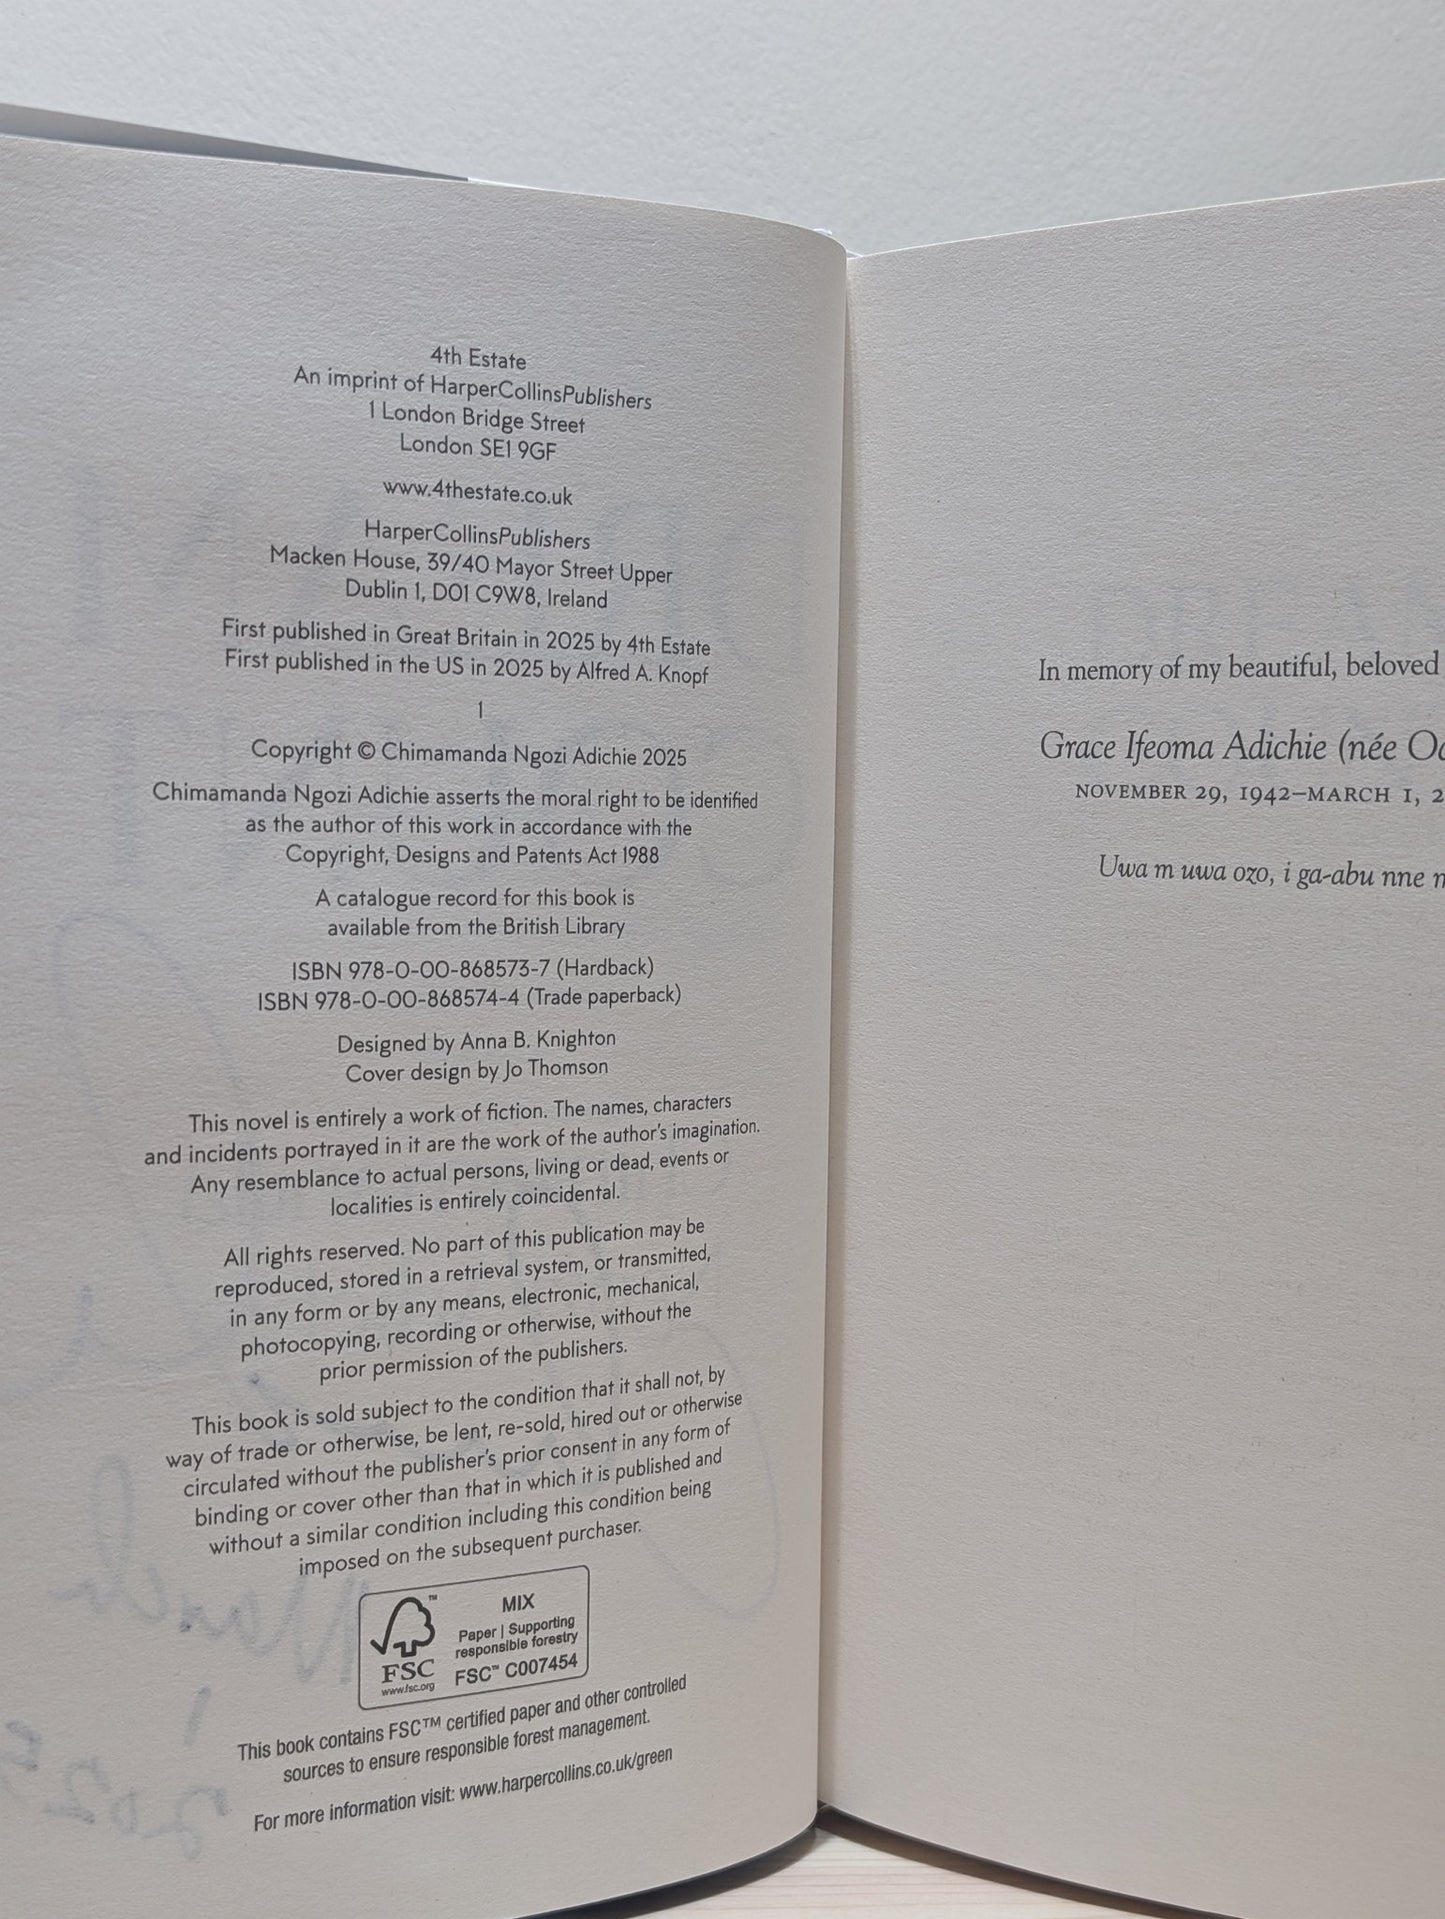 4th Estate
An imprint of HarperCollinsPublishers
1 London Bridge Street
London SE1 9GF
www.4thestate.co.uk
HarperCollinsPublishers
Macken House, 39/40 Mayor Street Upper
Dublin 1, D01 C9W8, Ireland
First published in Great Britain in 2025 by 4th Estate
First published in the US in 2025 by Alfred A. Knopf
1
Copyright © Chimamanda Ngozi Adichie 2025
Chimamanda Ngozi Adichie asserts the moral right to be identified
as the author of this work in accordance with the
Copyright, Designs and Patents Act 1988
A catalogue record for this book is
available from the British Library
ISBN 978-0-00-868573-7 (Hardback)
ISBN 978-0-00-868574-4 (Trade paperback)
Designed by Anna B. Knighton
Cover design by Jo Thomson
This novel is entirely a work of fiction. The names, characters
and incidents portrayed in it are the work of the author's imagination.
Any resemblance to actual persons, living or dead, events or
localities is entirely coincidental.
All rights reserved. No part of this publication may be
reproduced, stored in a retrieval system, or transmitted,
in any form or by any means, electronic, mechanical,
photocopying, recording or otherwise, without the
prior permission of the publishers.
This book is sold subject to the condition that it shall not, by
way of trade or otherwise, be lent, re-sold, hired out or otherwise
circulated without the publisher's prior consent in any form of
binding or cover other than that in which it is published and
without a similar condition including this condition being
imposed on the subsequent purchaser.
FSC
www.fsc.org
MIX
Paper | Supporting
responsible forestry
FSC™ C007454
This book contains FSC™ certified paper and other controlled
sources to ensure responsible forest management.
For more information visit: www.harpercollins.co.uk/green
In memory of my beautiful, beloved
Grace Ifeoma Adichie (née
NOVEMBER 29, 1942–MARCH 1,
Uwa m uwa ozo, i ga-abu nne